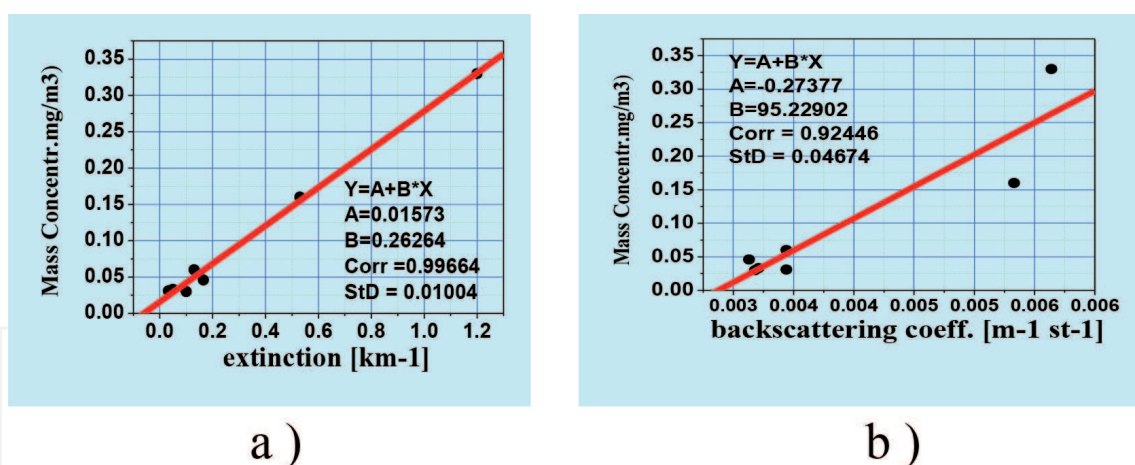 Mass Concentr.mg/m3)
0.35
0.30
0.25
0.20
0.15
0.10
0.05
0.00
Y=A+B*X
A=0.01573
B=0.26264
Corr =0.99664
StD = 0.01004
0.0 0.2 0.4 0.6 0.8 1.0 1.2
extinction [km-1]
a )
Mass Concentr.mg/m3)
0.35
0.30
0.25
0.20
0.15
0.10
0.05
0.00
Y=A+B*X
A=-0.27377
B=95.22902
Corr = 0.92446
StD = 0.04674
0.003 0.004 0.004 0.005 0.005 0.006 0.006
backscattering coeff. [m-1 st-1]
b )